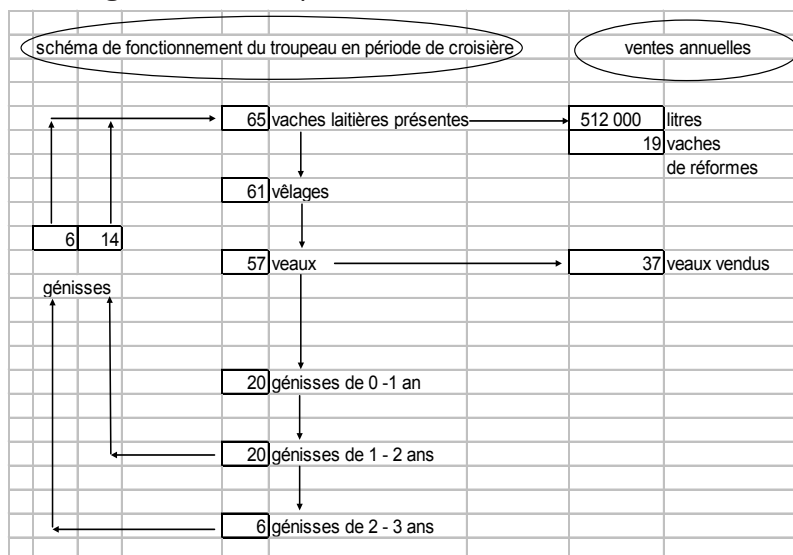 schéma de fonctionnement du troupeau en période de croisière
ventes annuelles
65 vaches laitières présentes
512 000 litres
19 vaches
de réformes
61 vêlages
6 14
57 veaux
37 veaux vendus
génisses
20 génisses de 0 -1 an
20 génisses de 1 - 2 ans
6 génisses de 2 - 3 ans